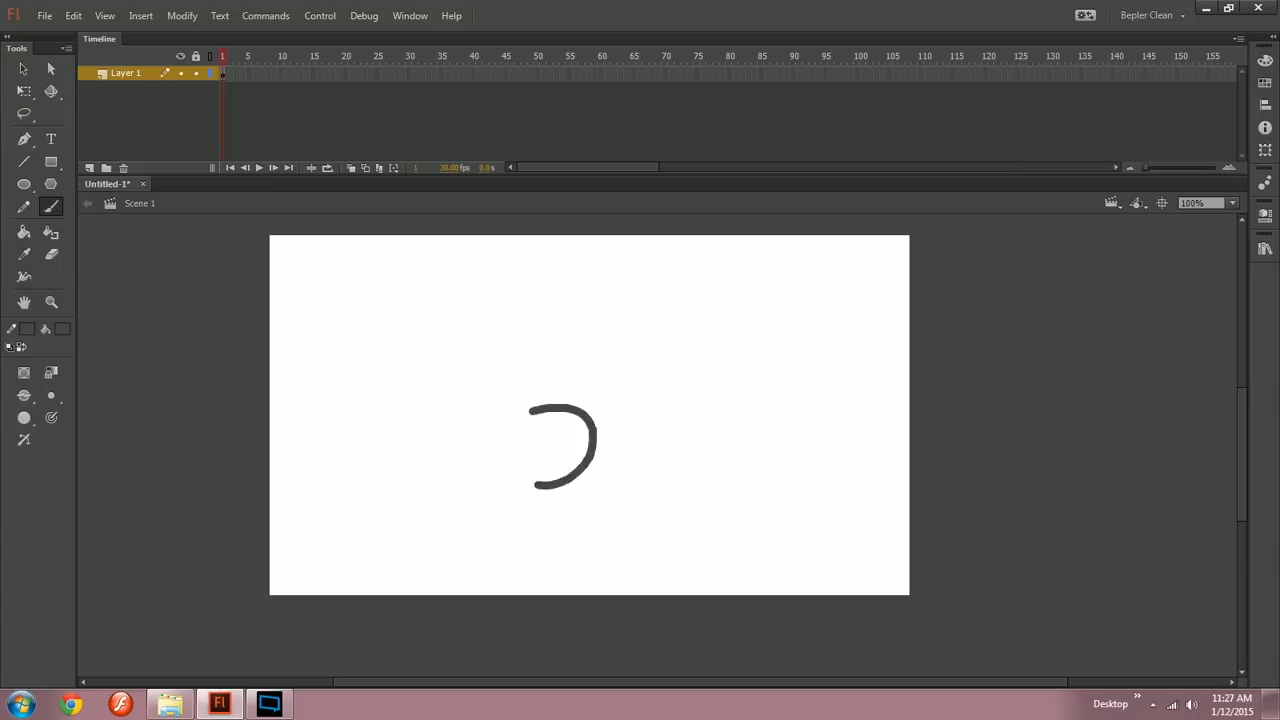 Fl File Edit View Insert Modify Text Commands Control Debug Window Help Bepler Clean
Tools Timeline
1 5 10 15 20 25 30 35 40 45 50 55 60 65 70 75 80 85 90 95 100 105 110 115 120 125 130 135 140 145 150 155
Layer 1
T
1 30.00 fps 0.0 s
Untitled-1* ×
Scene 1 100%
Fl Desktop » 11:27 AM
1/12/2015